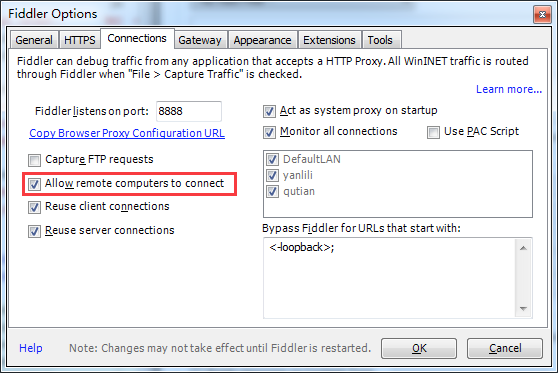 Fiddler Options
General HTTPS Connections Gateway Appearance Extensions Tools
Fiddler can debug traffic from any application that accepts a HTTP Proxy. All WinINET traffic is routed
through Fiddler when "File > Capture Traffic" is checked.
Learn more...
Fiddler listens on port: 8888
Copy Browser Proxy Configuration URL
Capture FTP requests
Allow remote computers to connect
Reuse client connections
Reuse server connections
Act as system proxy on startup
Monitor all connections Use PAC Script
DefaultLAN
yanlili
qutian
Bypass Fiddler for URLs that start with:
<-loopback>;
Help Note: Changes may not take effect until Fiddler is restarted. OK Cancel